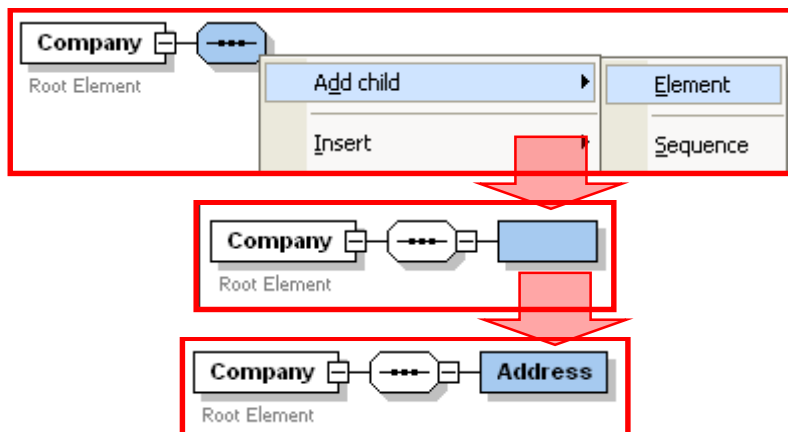 Company
Root Element
Add child
Element
Insert
Sequence
Company
Root Element
Company
Address
Root Element